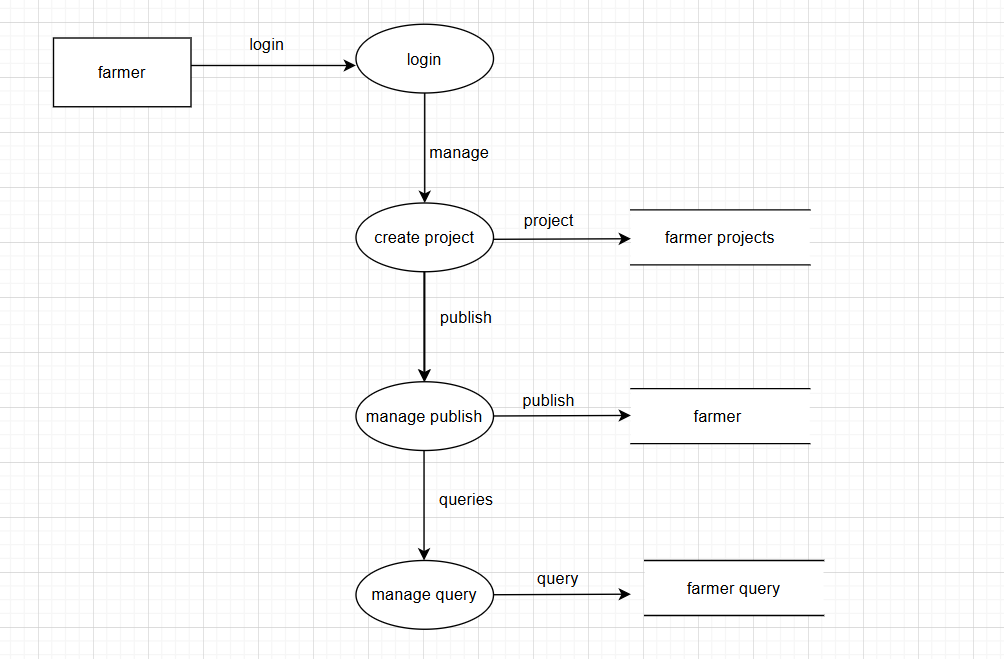 login
farmer
login
manage
create project
project
farmer projects
publish
manage publish
publish
farmer
queries
manage query
query
farmer query